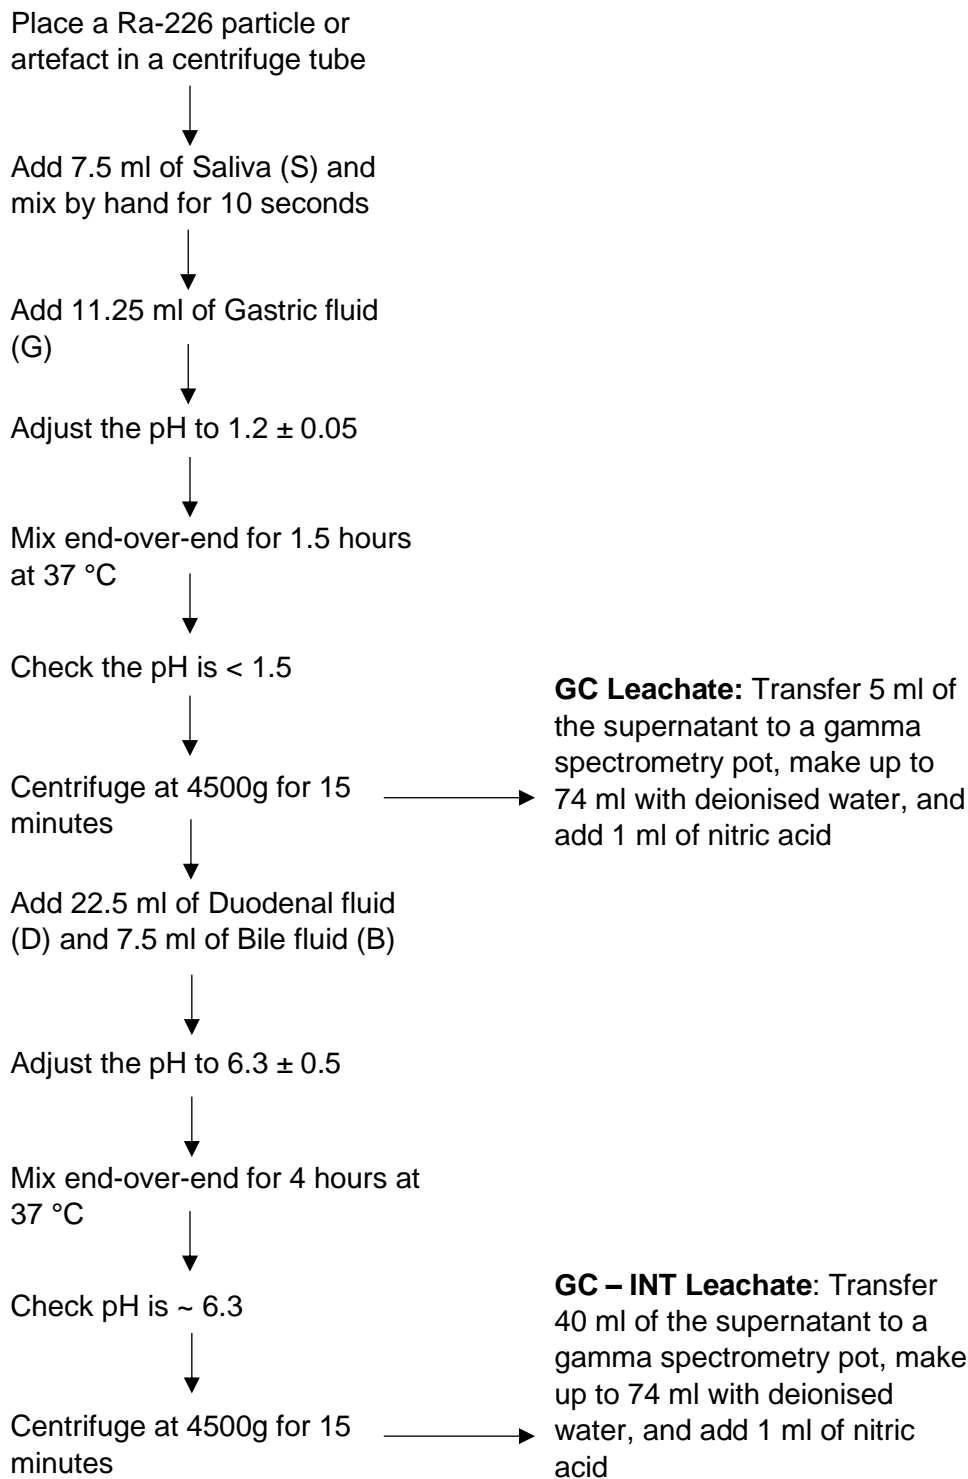 Place a Ra-226 particle or
artefact in a centrifuge tube
Add 7.5 ml of Saliva (S) and
mix by hand for 10 seconds
Add 11.25 ml of Gastric fluid
(G)
Adjust the pH to 1.2 ± 0.05
Mix end-over-end for 1.5 hours
at 37 °C
Check the pH is < 1.5
Centrifuge at 4500g for 15
minutes
GC Leachate: Transfer 5 ml of
the supernatant to a gamma
spectrometry pot, make up to
74 ml with deionised water, and
add 1 ml of nitric acid
Add 22.5 ml of Duodenal fluid
(D) and 7.5 ml of Bile fluid (B)
Adjust the pH to 6.3 ± 0.5
Mix end-over-end for 4 hours at
37 °C
Check pH is ~ 6.3
Centrifuge at 4500g for 15
minutes
GC – INT Leachate: Transfer
40 ml of the supernatant to a
gamma spectrometry pot, make
up to 74 ml with deionised
water, and add 1 ml of nitric
acid